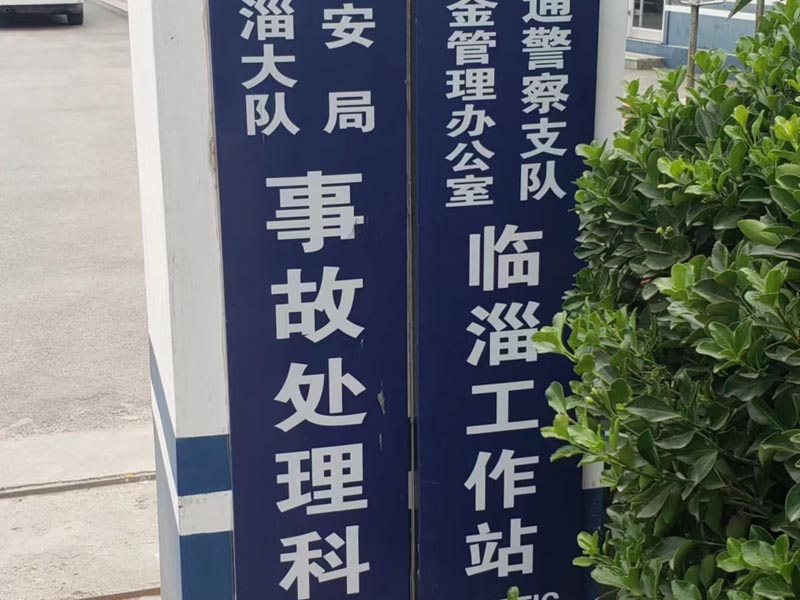 安局
淄大队
事故处理科
通警察支队
金管理办公室
临淄工作站